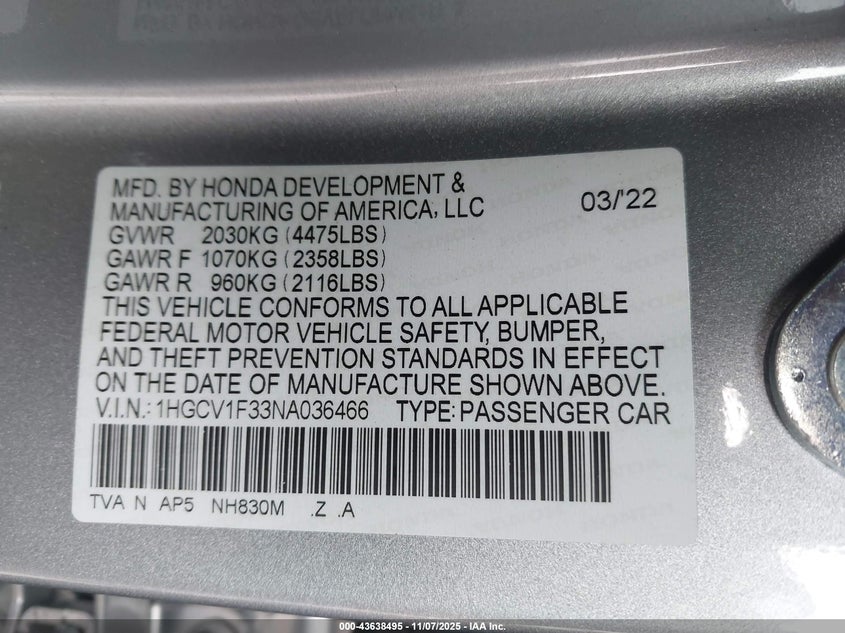 MFD. BY HONDA DEVELOPMENT &
MANUFACTURING OF AMERICA, LLC 03/'22
GVWR 2030KG (4475LBS)
GAWR F 1070KG (2358LBS)
GAWR R 960KG (2116LBS)
THIS VEHICLE CONFORMS TO ALL APPLICABLE
FEDERAL MOTOR VEHICLE SAFETY, BUMPER,
AND THEFT PREVENTION STANDARDS IN EFFECT
ON THE DATE OF MANUFACTURE SHOWN ABOVE.
V.I.N.: 1HGCV1F33NA036466 TYPE: PASSENGER CAR
TVA N AP5 NH830M .Z .A
000-43638495 - 11/07/2025 - IAA Inc.